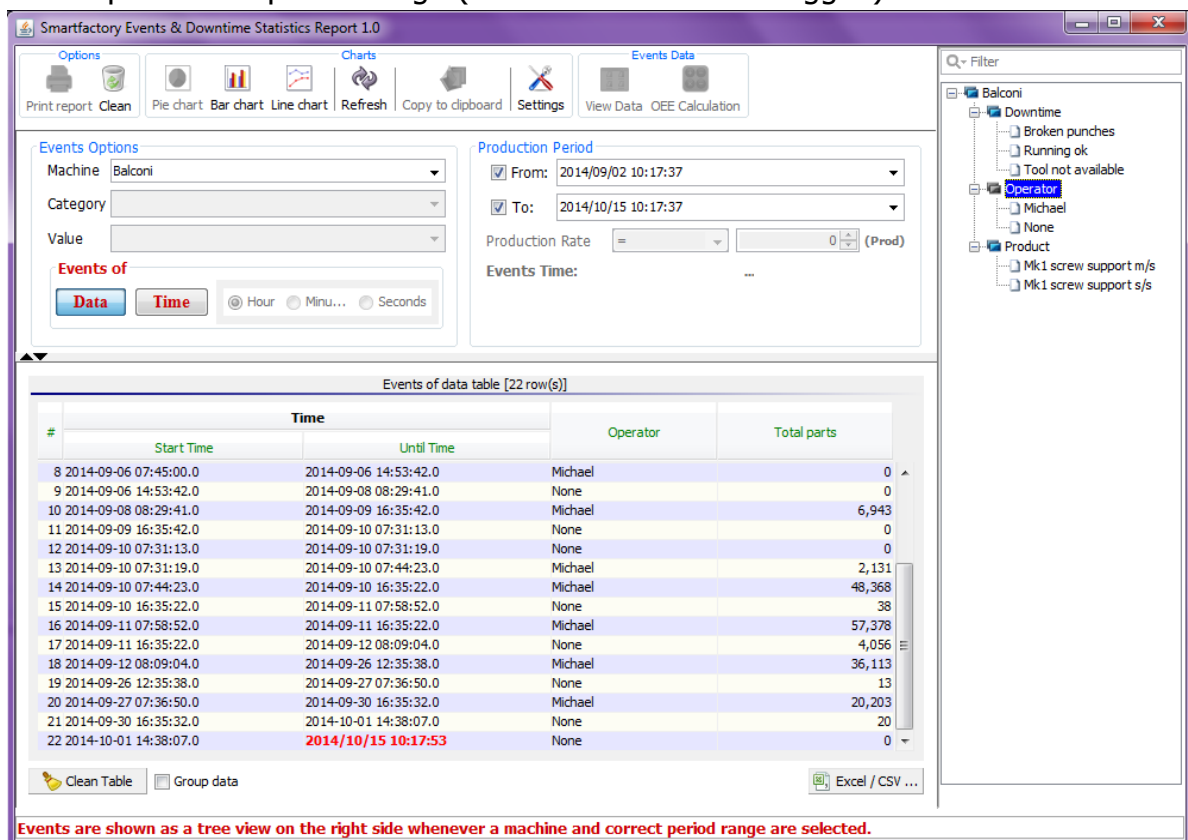 Smartfactory Events & Downtime Statistics Report 1.0
Options
Charts
Events Data
Print report Clean Pie chart Bar chart Line chart Refresh Copy to clipboard Settings View Data OEE Calculation
Filter
Balconi
Downtime
Broken punches
Running ok
Tool not available
Operator
Michael
None
Product
Mk1 screw support m/s
Mk1 screw support s/s
Events Options
Machine Balconi
Category
Value
Events of
Data Time Hour Minu... Seconds
Production Period
From: 2014/09/02 10:17:37
To: 2014/10/15 10:17:37
Production Rate = 0 (Prod)
Events Time: ...
Events of data table [22 row(s)]
# Time Operator Total parts
Start Time Until Time
8 2014-09-06 07:45:00.0 2014-09-06 14:53:42.0 Michael 0
9 2014-09-06 14:53:42.0 2014-09-08 08:29:41.0 None 0
10 2014-09-08 08:29:41.0 2014-09-09 16:35:42.0 Michael 6,943
11 2014-09-09 16:35:42.0 2014-09-10 07:31:13.0 None 0
12 2014-09-10 07:31:13.0 2014-09-10 07:31:19.0 None 0
13 2014-09-10 07:31:19.0 2014-09-10 07:44:23.0 Michael 2,131
14 2014-09-10 07:44:23.0 2014-09-10 16:35:22.0 Michael 48,368
15 2014-09-10 16:35:22.0 2014-09-11 07:58:52.0 None 38
16 2014-09-11 07:58:52.0 2014-09-11 16:35:22.0 Michael 57,378
17 2014-09-11 16:35:22.0 2014-09-12 08:09:04.0 None 4,056
18 2014-09-12 08:09:04.0 2014-09-26 12:35:38.0 Michael 36,113
19 2014-09-26 12:35:38.0 2014-09-27 07:36:50.0 None 13
20 2014-09-27 07:36:50.0 2014-09-30 16:35:32.0 Michael 20,203
21 2014-09-30 16:35:32.0 2014-10-01 14:38:07.0 None 20
22 2014-10-01 14:38:07.0 2014/10/15 10:17:53 None 0
Clean Table Group data Excel / CSV ...
Events are shown as a tree view on the right side whenever a machine and correct period range are selected.